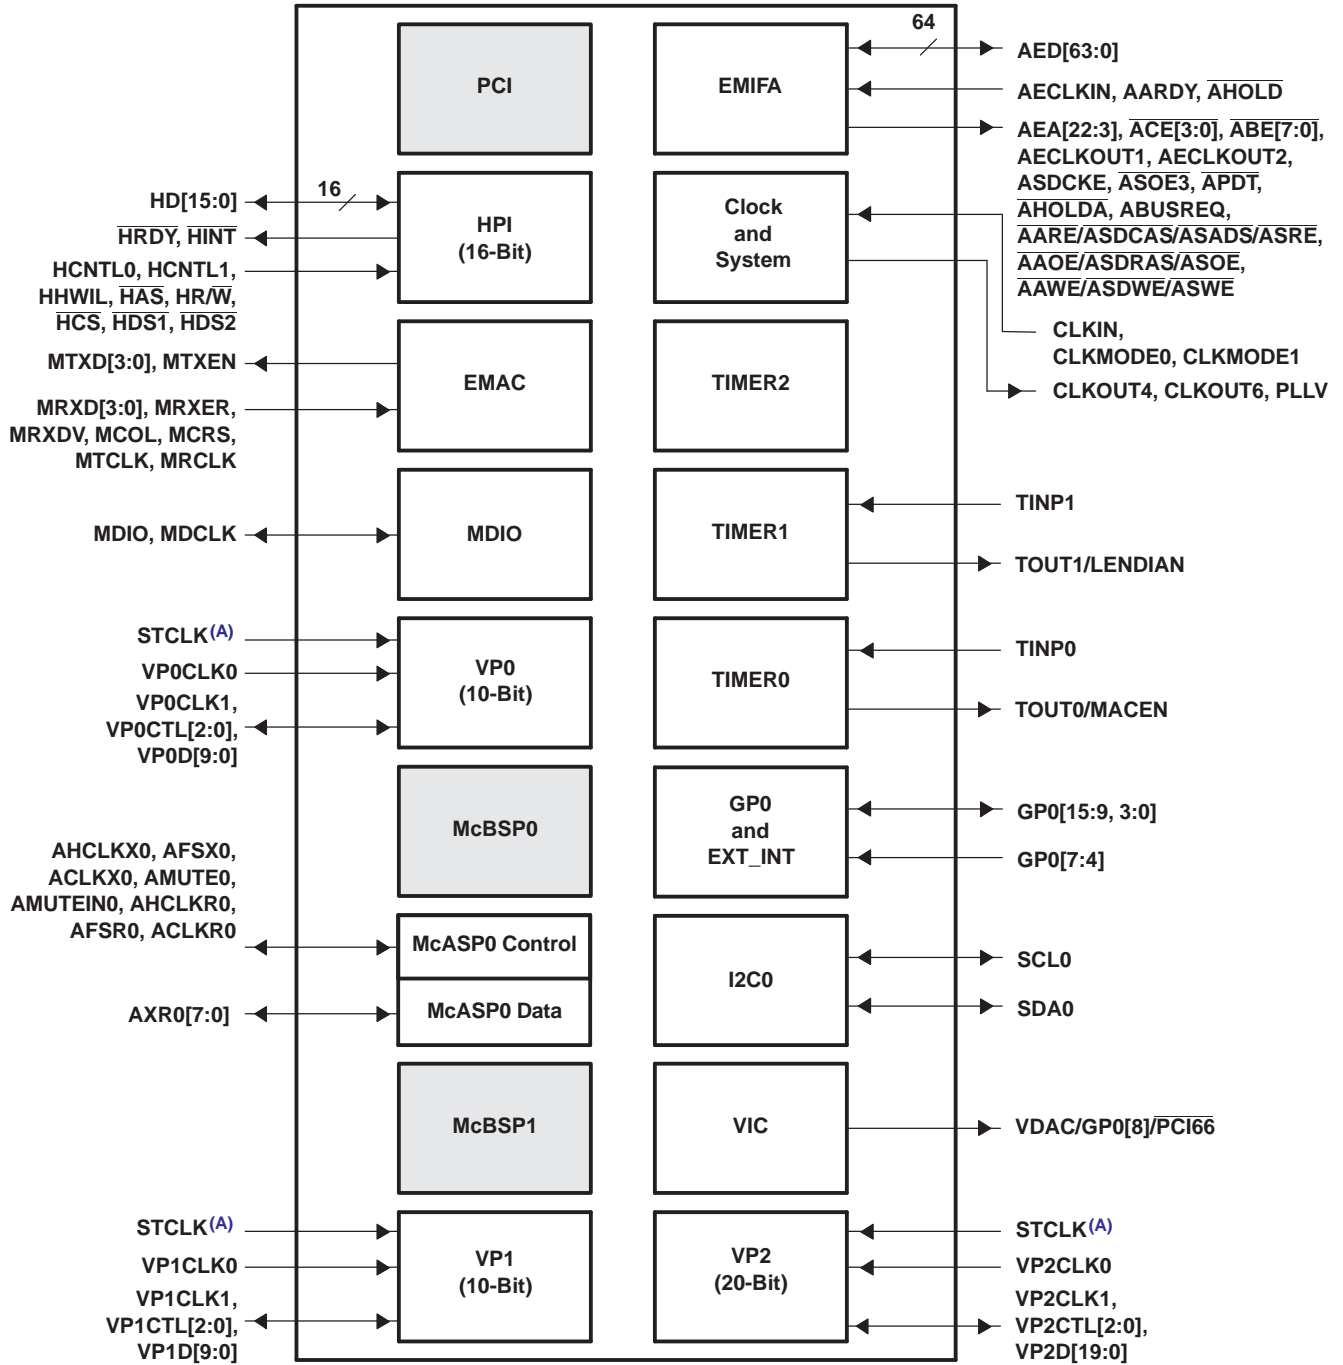 PCI
EMIFA
64
AED[63:0]
AECLKIN, AARDY, AHOLD
AEA[22:3], ACE[3:0], ABE[7:0],
AECLKOUT1, AECLKOUT2,
ASDCKE, ASOE3, APDT,
AHOLDA, ABUSREQ,
AARE/ASDCAS/ASADS/ASRE,
AAOE/ASDRAS/ASOE,
AAWE/ASDWE/ASWE
HD[15:0]
16
HRDY, HINT
HCNTL0, HCNTL1,
HHWIL, HAS, HR/W,
HCS, HDS1, HDS2
HPI
(16-Bit)
Clock
and
System
CLKIN,
CLKMODE0, CLKMODE1
CLKOUT4, CLKOUT6, PLLV
MTXD[3:0], MTXEN
MRXD[3:0], MRXER,
MRXDV, MCOL, MCRS,
MTCLK, MRCLK
EMAC
TIMER2
MDIO, MDCLK
MDIO
TIMER1
TINP1
TOUT1/LENDIAN
STCLK(A)
VP0CLK0
VP0CLK1,
VP0CTL[2:0],
VP0D[9:0]
VP0
(10-Bit)
TIMER0
TINP0
TOUT0/MACEN
McBSP0
GP0
and
EXT_INT
GP0[15:9, 3:0]
GP0[7:4]
AHCLKX0, AFSX0,
ACLKX0, AMUTE0,
AMUTEIN0, AHCLKR0,
AFSR0, ACLKR0
McASP0 Control
AXR0[7:0]
McASP0 Data
I2C0
SCL0
SDA0
McBSP1
VIC
VDAC/GP0[8]/PCI66
STCLK(A)
VP1CLK0
VP1CLK1,
VP1CTL[2:0],
VP1D[9:0]
VP1
(10-Bit)
VP2
(20-Bit)
STCLK(A)
VP2CLK0
VP2CLK1,
VP2CTL[2:0],
VP2D[19:0]